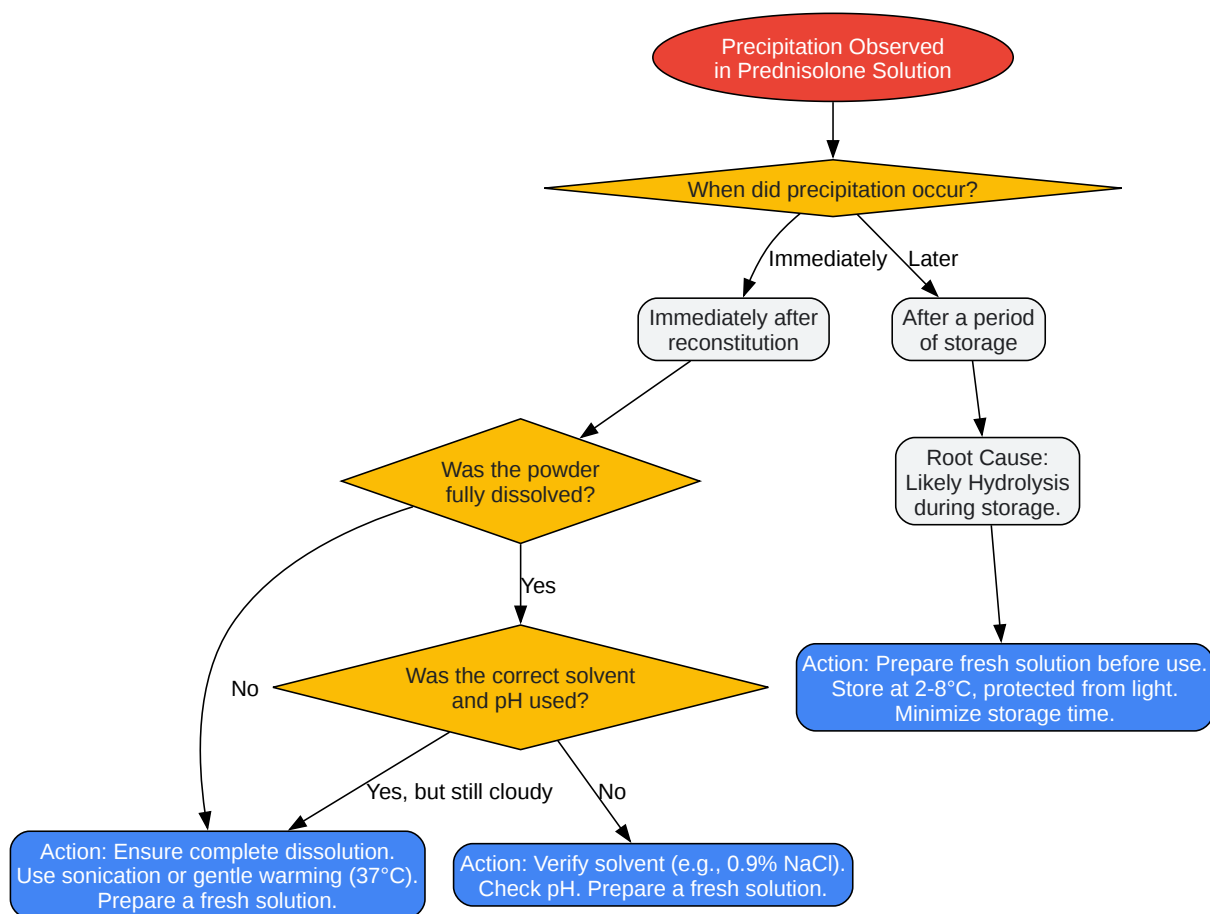 Precipitation Observed
in Prednisolone Solution
When did precipitation occur?
Immediately
Later
Immediately after
reconstitution
After a period
of storage
Was the powder
fully dissolved?
Root Cause:
Likely Hydrolysis
during storage.
Yes
No
Was the correct solvent
and pH used?
Action: Prepare fresh solution before use.
Store at 2-8°C, protected from light.
Minimize storage time.
Yes, but still cloudy
No
Action: Ensure complete dissolution.
Use sonication or gentle warming (37°C).
Prepare a fresh solution.
Action: Verify solvent (e.g., 0.9% NaCl).
Check pH. Prepare a fresh solution.